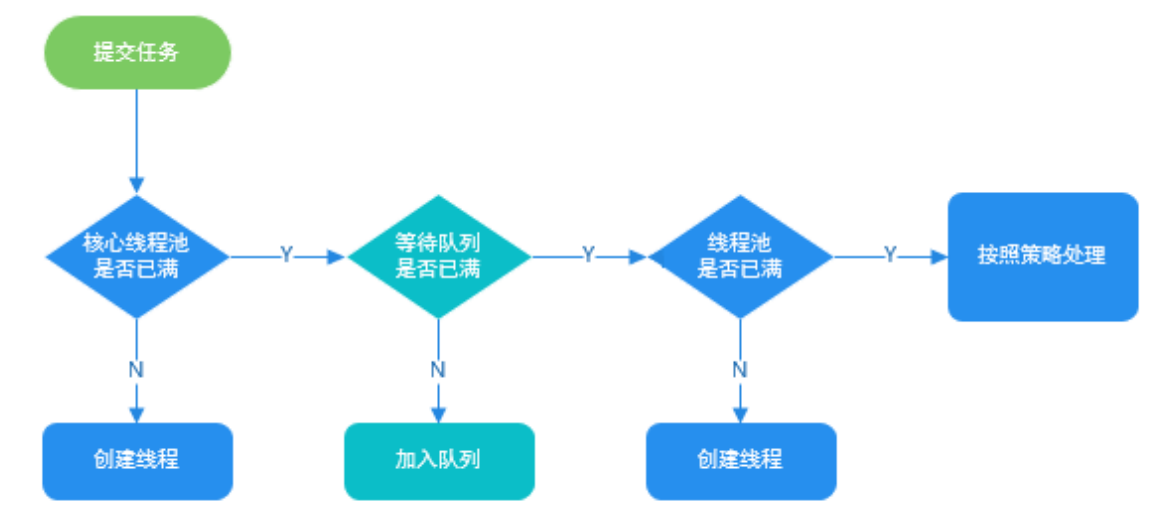 提交任务
核心线程池
是否已满
Y
等待队列
是否已满
Y
线程池
是否已满
Y
按照策略处理
N
N
N
创建线程
加入队列
创建线程